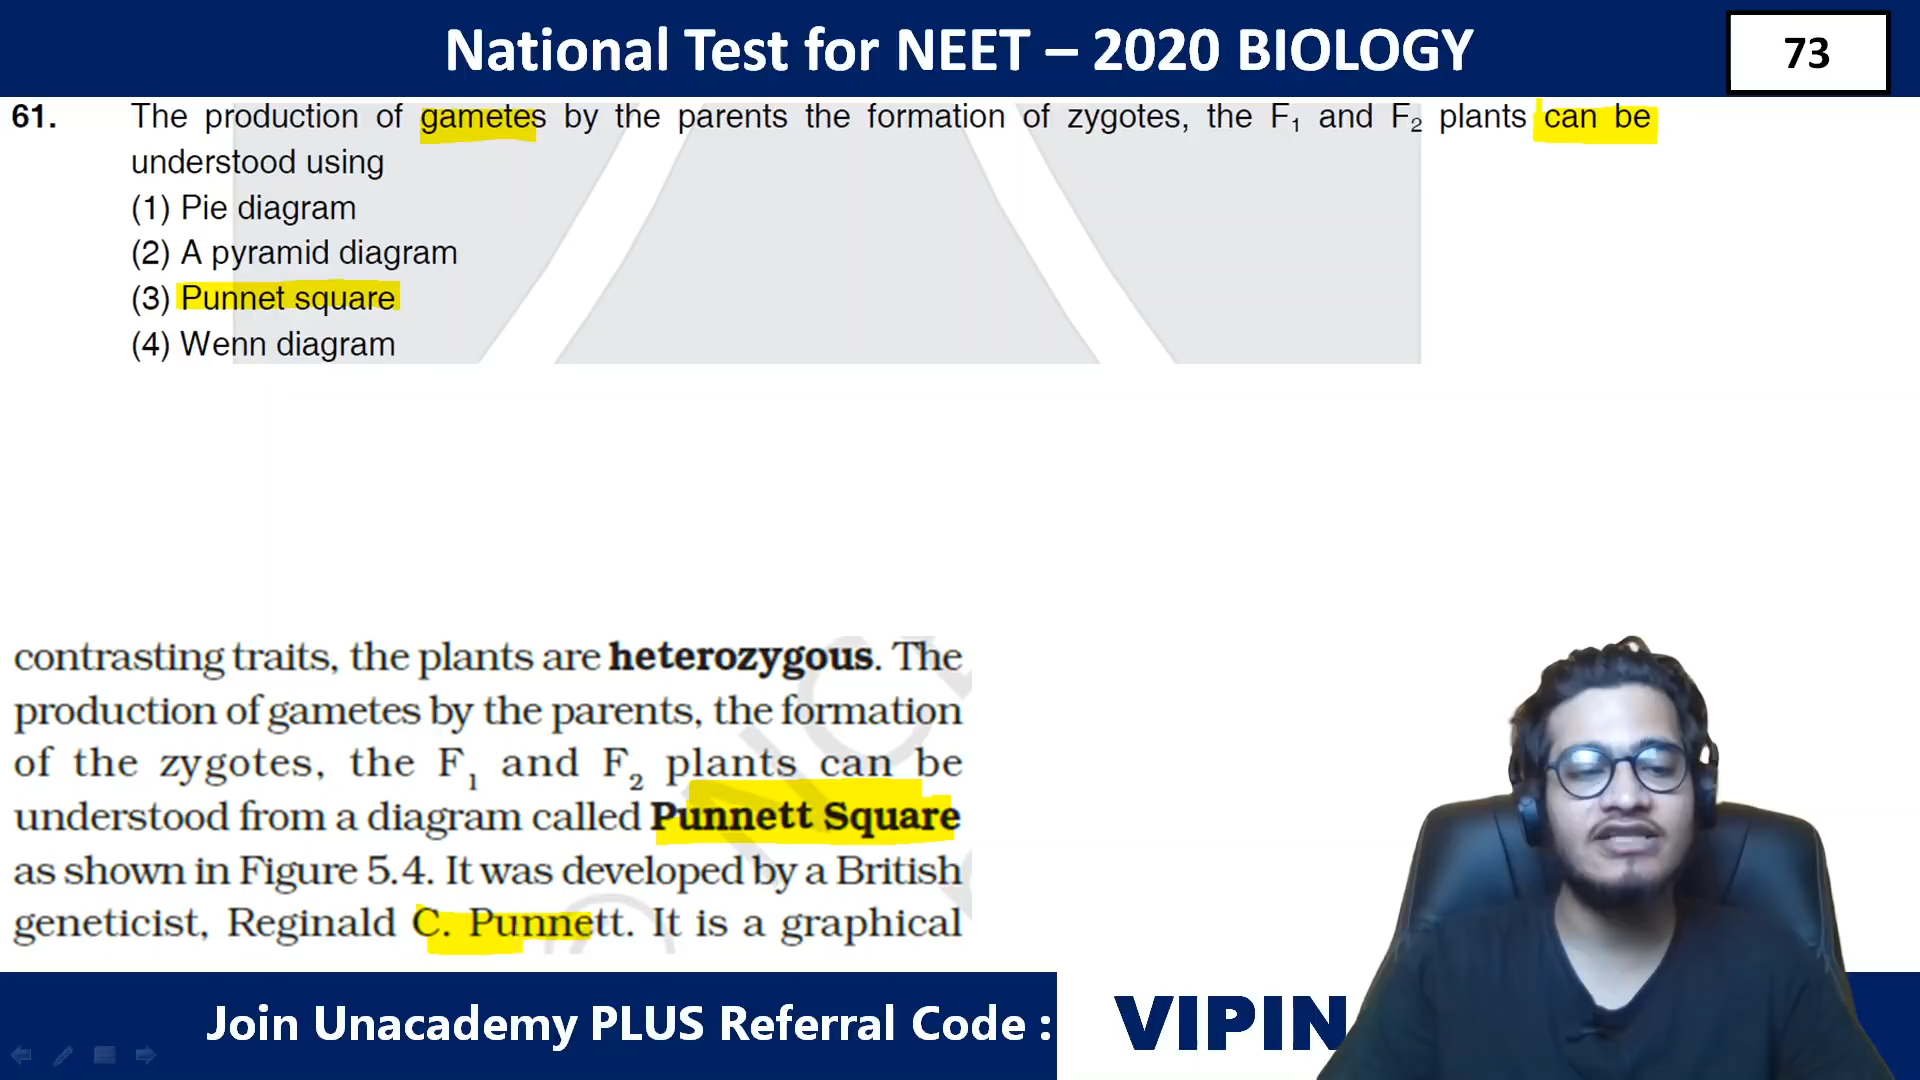 National Test for NEET – 2020 BIOLOGY
73
61. The production of gametes by the parents the formation of zygotes, the F₁ and F₂ plants can be
understood using
(1) Pie diagram
(2) A pyramid diagram
(3) Punnet square
(4) Wenn diagram
contrasting traits, the plants are heterozygous. The
production of gametes by the parents, the formation
of the zygotes, the F₁ and F₂ plants can be
understood from a diagram called Punnett Square
as shown in Figure 5.4. It was developed by a British
geneticist, Reginald C. Punnett. It is a graphical
Join Unacademy PLUS Referral Code :
VIPIN